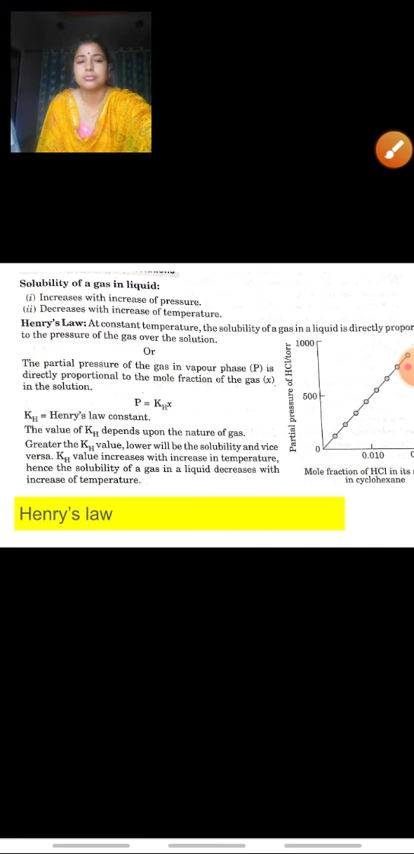 Solubility of a gas in liquid:
(i) Increases with increase of pressure.
(ii) Decreases with increase of temperature.
Henry's Law: At constant temperature, the solubility of a gas in a liquid is directly propor
to the pressure of the gas over the solution.
Or
The partial pressure of the gas in vapour phase (P) is
directly proportional to the mole fraction of the gas (x)
in the solution.
P = K_H x
K_H = Henry's law constant.
The value of K_H depends upon the nature of gas.
Greater the K_H value, lower will be the solubility and vice
versa. K_H value increases with increase in temperature,
hence the solubility of a gas in a liquid decreases with
increase of temperature.
Partial pressure of HCl/torr
1000
500
0
0.010
Mole fraction of HCl in its
in cyclohexane
Henry's law